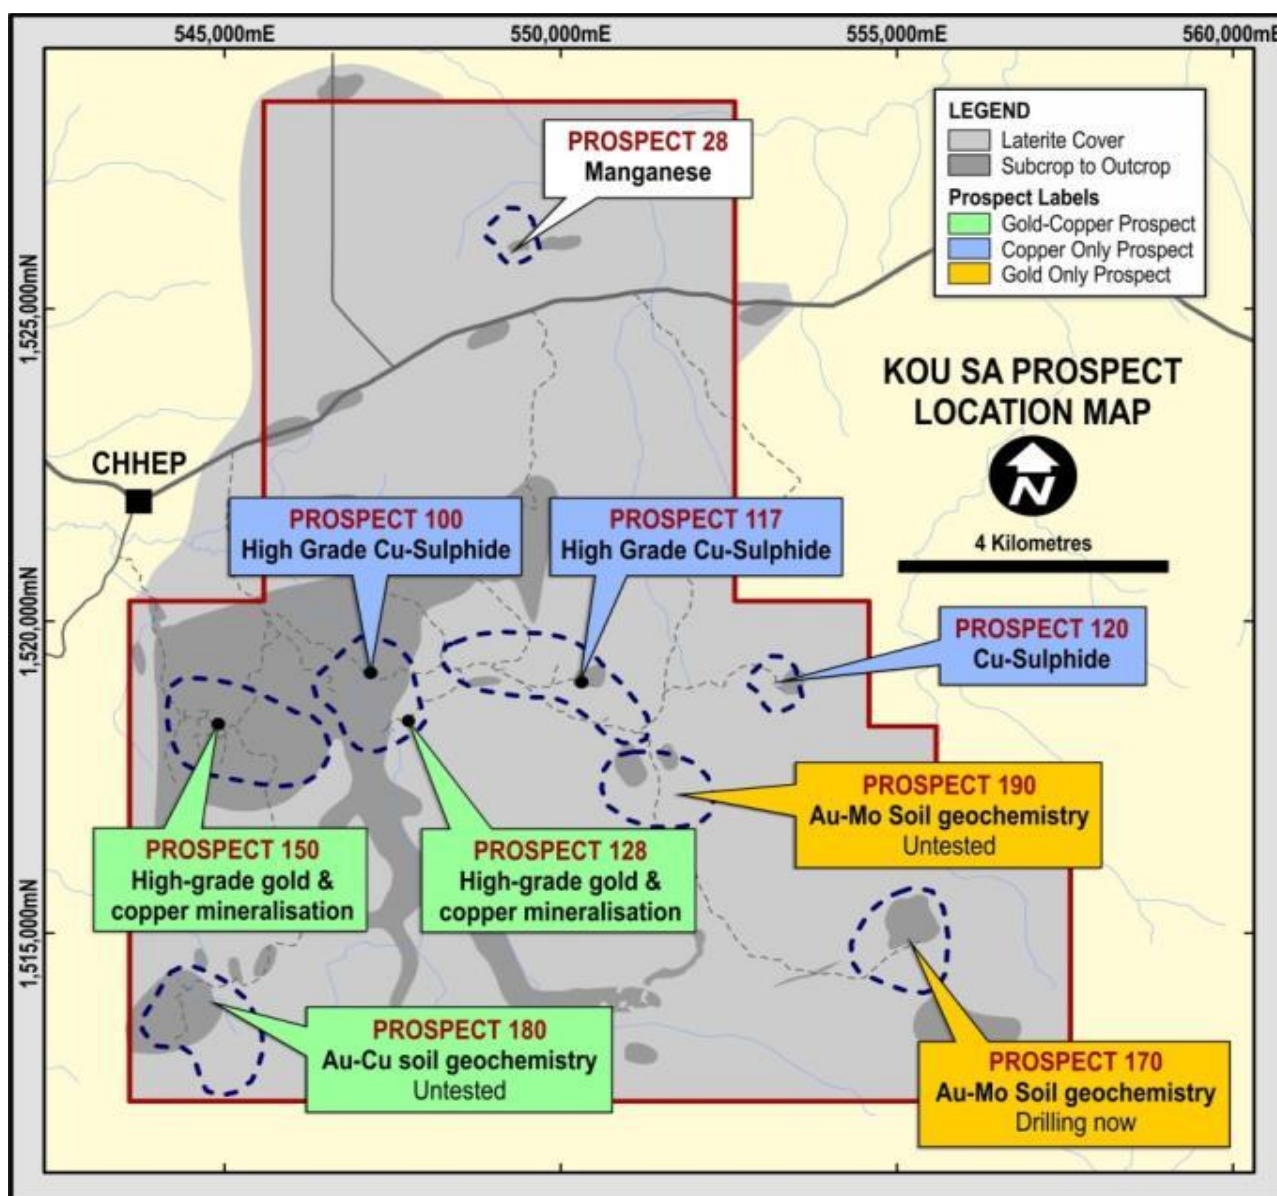 545,000mE
550,000mE
555,000mE
560,000mE
1,525,000mN
1,520,000mN
1,515,000mN
LEGEND
Laterite Cover
Subcrop to Outcrop
Prospect Labels
Gold-Copper Prospect
Copper Only Prospect
Gold Only Prospect
PROSPECT 28
Manganese
KOU SA PROSPECT
LOCATION MAP
N
4 Kilometres
CHHEP
PROSPECT 100
High Grade Cu-Sulphide
PROSPECT 117
High Grade Cu-Sulphide
PROSPECT 120
Cu-Sulphide
PROSPECT 190
Au-Mo Soil geochemistry
Untested
PROSPECT 150
High-grade gold &
copper mineralisation
PROSPECT 128
High-grade gold &
copper mineralisation
PROSPECT 180
Au-Cu soil geochemistry
Untested
PROSPECT 170
Au-Mo Soil geochemistry
Drilling now